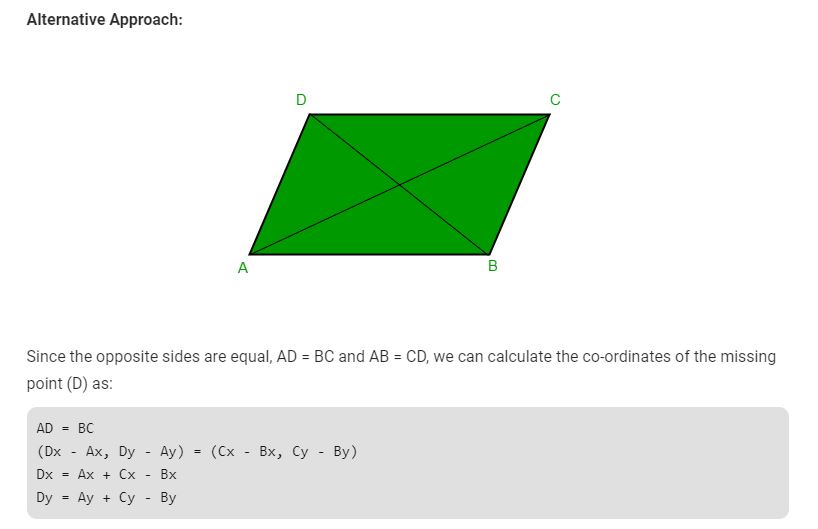 Alternative Approach:
D
C
A
B
Since the opposite sides are equal, AD = BC and AB = CD, we can calculate the co-ordinates of the missing
point (D) as:
AD = BC
(Dx - Ax, Dy - Ay) = (Cx - Bx, Cy - By)
Dx = Ax + Cx - Bx
Dy = Ay + Cy - By